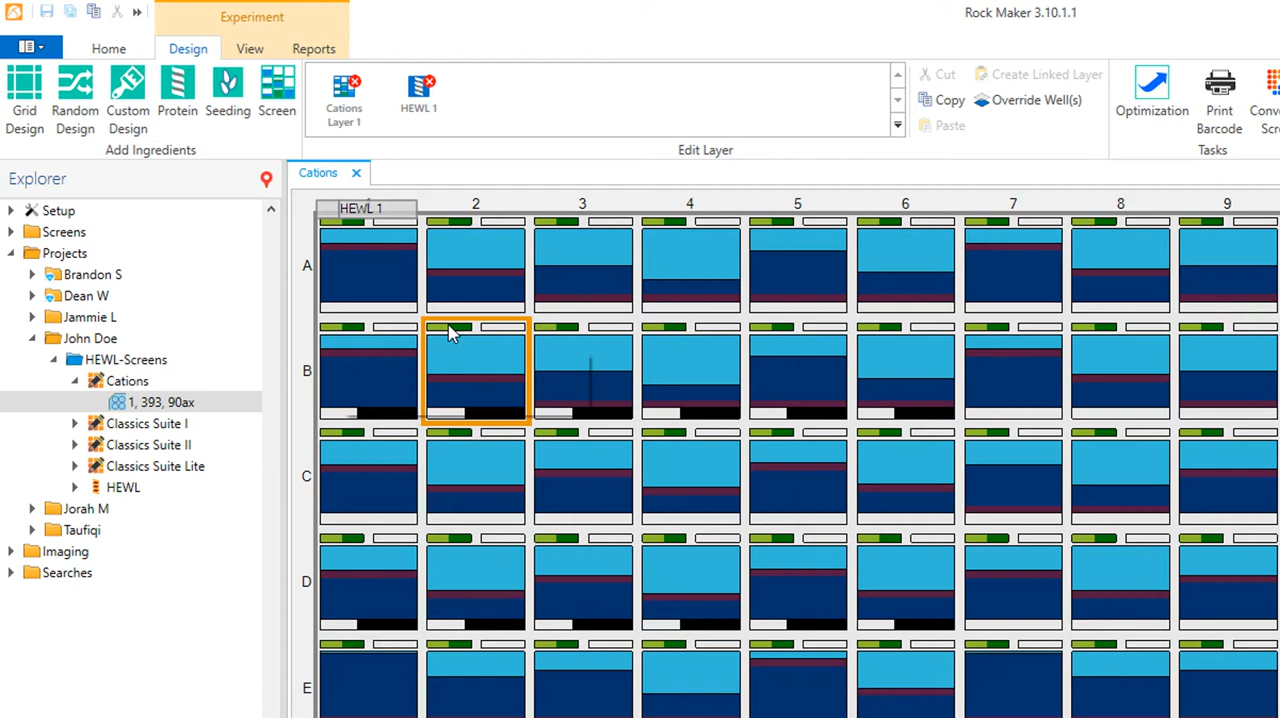 Experiment
Rock Maker 3.10.1.1
Home
Design
View
Reports
Grid Design
Random Design
Custom Design
Protein
Seeding
Screen
Add Ingredients
Cations Layer 1
HEWL 1
Cut
Copy
Paste
Create Linked Layer
Override Well(s)
Edit Layer
Optimization
Print Barcode
Conve
Scre
Tasks
Explorer
Setup
Screens
Projects
Brandon S
Dean W
Jammie L
John Doe
HEWL-Screens
Cations
1, 393, 90ax
Classics Suite I
Classics Suite II
Classics Suite Lite
HEWL
Jorah M
Taufiqi
Imaging
Searches
Cations
HEWL 1
2 3 4 5 6 7 8 9
A
B
C
D
E